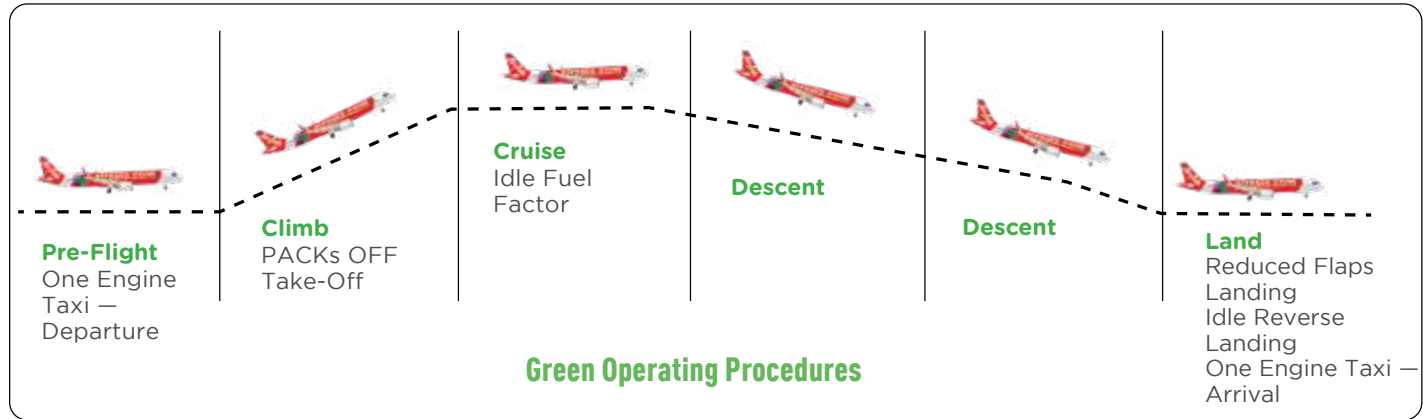 Pre-Flight
One Engine
Taxi —
Departure
Climb
PACKs OFF
Take-Off
Cruise
Idle Fuel
Factor
Descent
Descent
Land
Reduced Flaps
Landing
Idle Reverse
Landing
One Engine Taxi —
Arrival
Green Operating Procedures